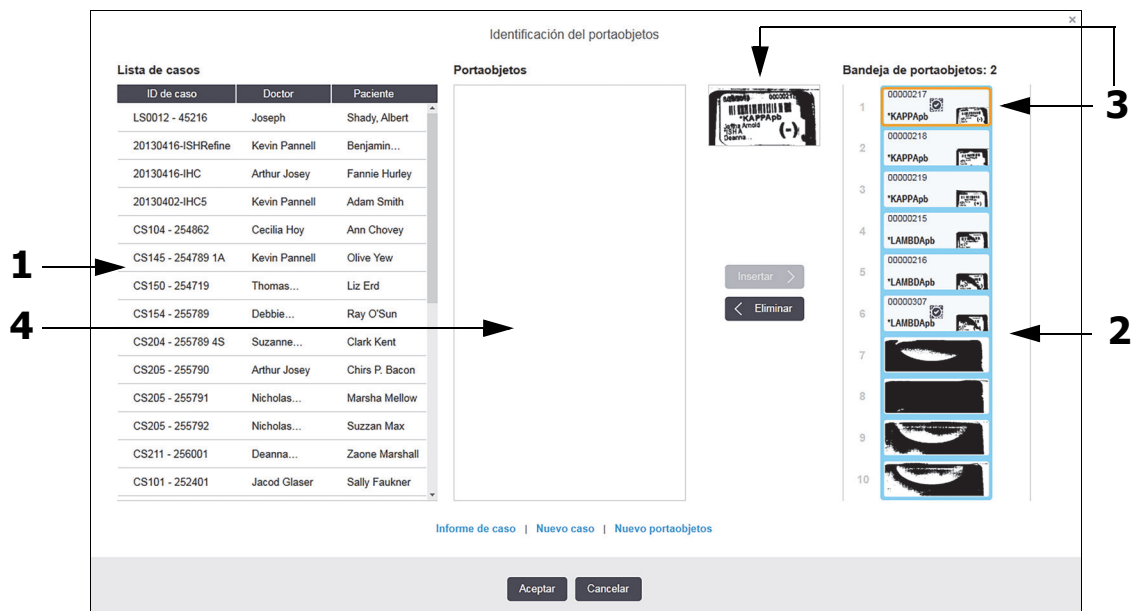 Identificación del portaobjetos
×
Lista de casos
ID de caso Doctor Paciente
LS0012 - 45216 Joseph Shady, Albert
20130416-ISHRefine Kevin Pannell Benjamin...
20130416-IHC Arthur Josey Fannie Hurley
20130402-IHC5 Kevin Pannell Adam Smith
CS104 - 254862 Cecilia Hoy Ann Chovey
CS145 - 254789 1A Kevin Pannell Olive Yew
CS150 - 254719 Thomas... Liz Erd
CS154 - 255789 Debbie... Ray O'Sun
CS204 - 255789 4S Suzanne... Clark Kent
CS205 - 255790 Arthur Josey Chirs P. Bacon
CS205 - 255791 Nicholas... Marsha Mellow
CS205 - 255792 Nicholas... Suzzan Max
CS211 - 256001 Deanna... Zaone Marshall
CS101 - 252401 Jacod Glaser Sally Faukner
Portaobjetos
*KAPPApb
Jeftha Arnold
ISH A
Deanna...
(-)
Insertar
Eliminar
Bandeja de portaobjetos: 2
1 00000217 *KAPPApb
2 00000218 *KAPPApb
3 00000219 *KAPPApb
4 00000215 *LAMBDApb
5 00000216 *LAMBDApb
6 00000307 *LAMBDApb
7
8
9
10
Informe de caso | Nuevo caso | Nuevo portaobjetos
Aceptar Cancelar
1
4
3
2